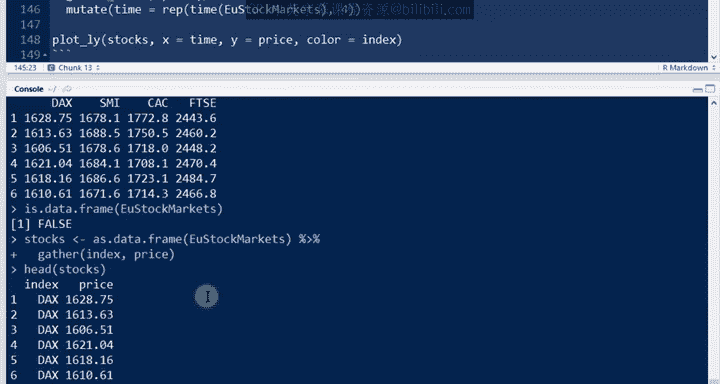 146 mutate(time = rep(time(EuStockMarkets), 4))
147
148 plot_ly(stocks, x = time, y = price, color = index)
149 ```
145:23 Chunk 13 R Markdown
Console ~/
DAX SMI CAC FTSE
1 1628.75 1678.1 1772.8 2443.6
2 1613.63 1688.5 1750.5 2460.2
3 1606.51 1678.6 1718.0 2448.2
4 1621.04 1684.1 1708.1 2470.4
5 1618.16 1686.6 1723.1 2484.7
6 1610.61 1671.6 1714.3 2466.8
> is.data.frame(EuStockMarkets)
[1] FALSE
> stocks <- as.data.frame(EuStockMarkets) %>%
+ gather(index, price)
> head(stocks)
index price
1 DAX 1628.75
2 DAX 1613.63
3 DAX 1606.51
4 DAX 1621.04
5 DAX 1618.16
6 DAX 1610.61